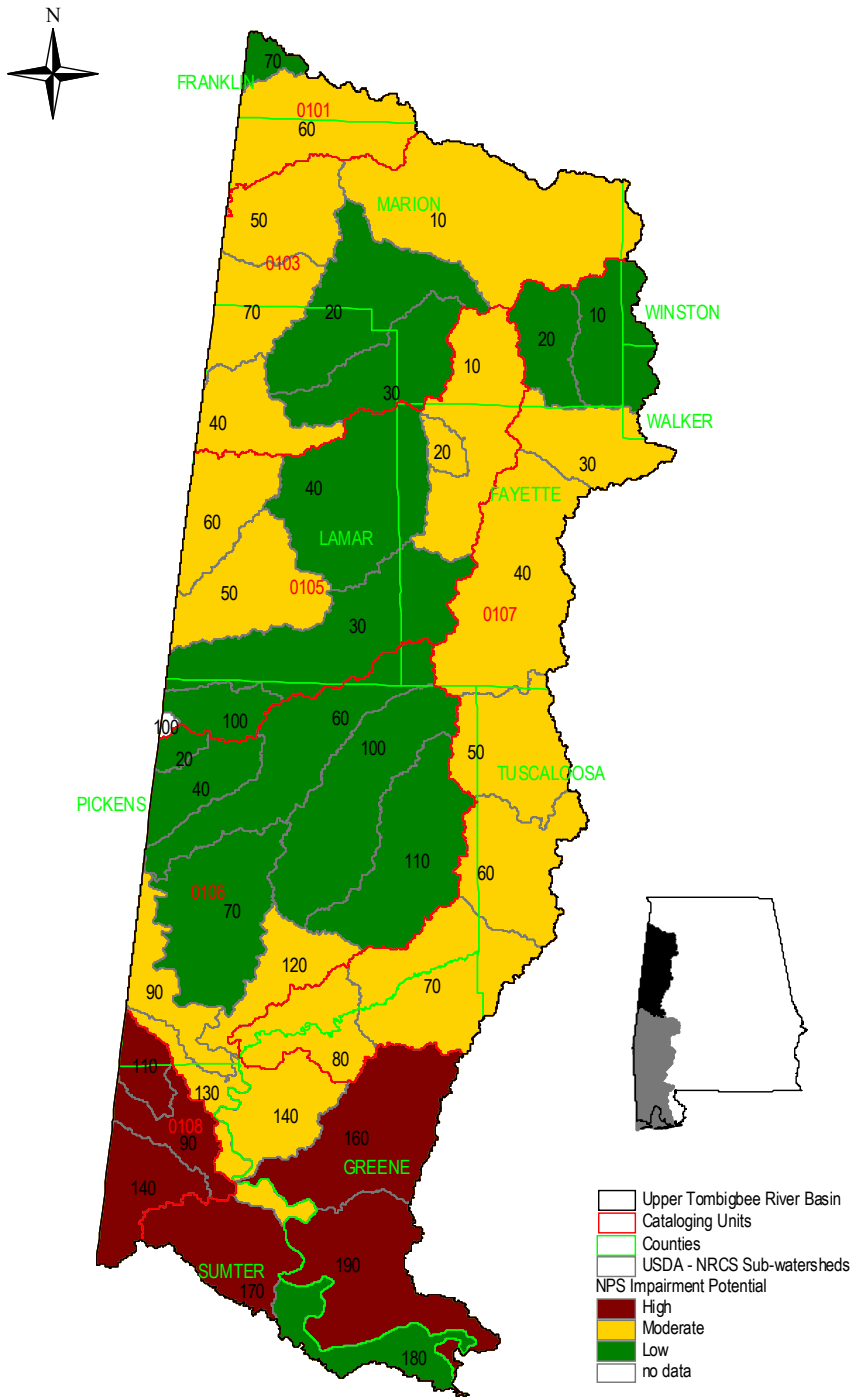 N
70
FRANKLIN
0101
60
MARION
50
10
0103
70
20
20
10
WINSTON
10
30
40
20
WALKER
30
40
FAYETTE
60
LAMAR
40
50
0105
0107
30
100
100
60
20
100
50
TUSCALOOSA
40
PICKENS
110
60
0106
70
120
90
70
110
80
130
140
0108
90
160
GREENE
140
190
SUMTER
170
180
Upper Tombigbee River Basin
Cataloging Units
Counties
USDA - NRCS Sub-watersheds
NPS Impairment Potential
High
Moderate
Low
no data